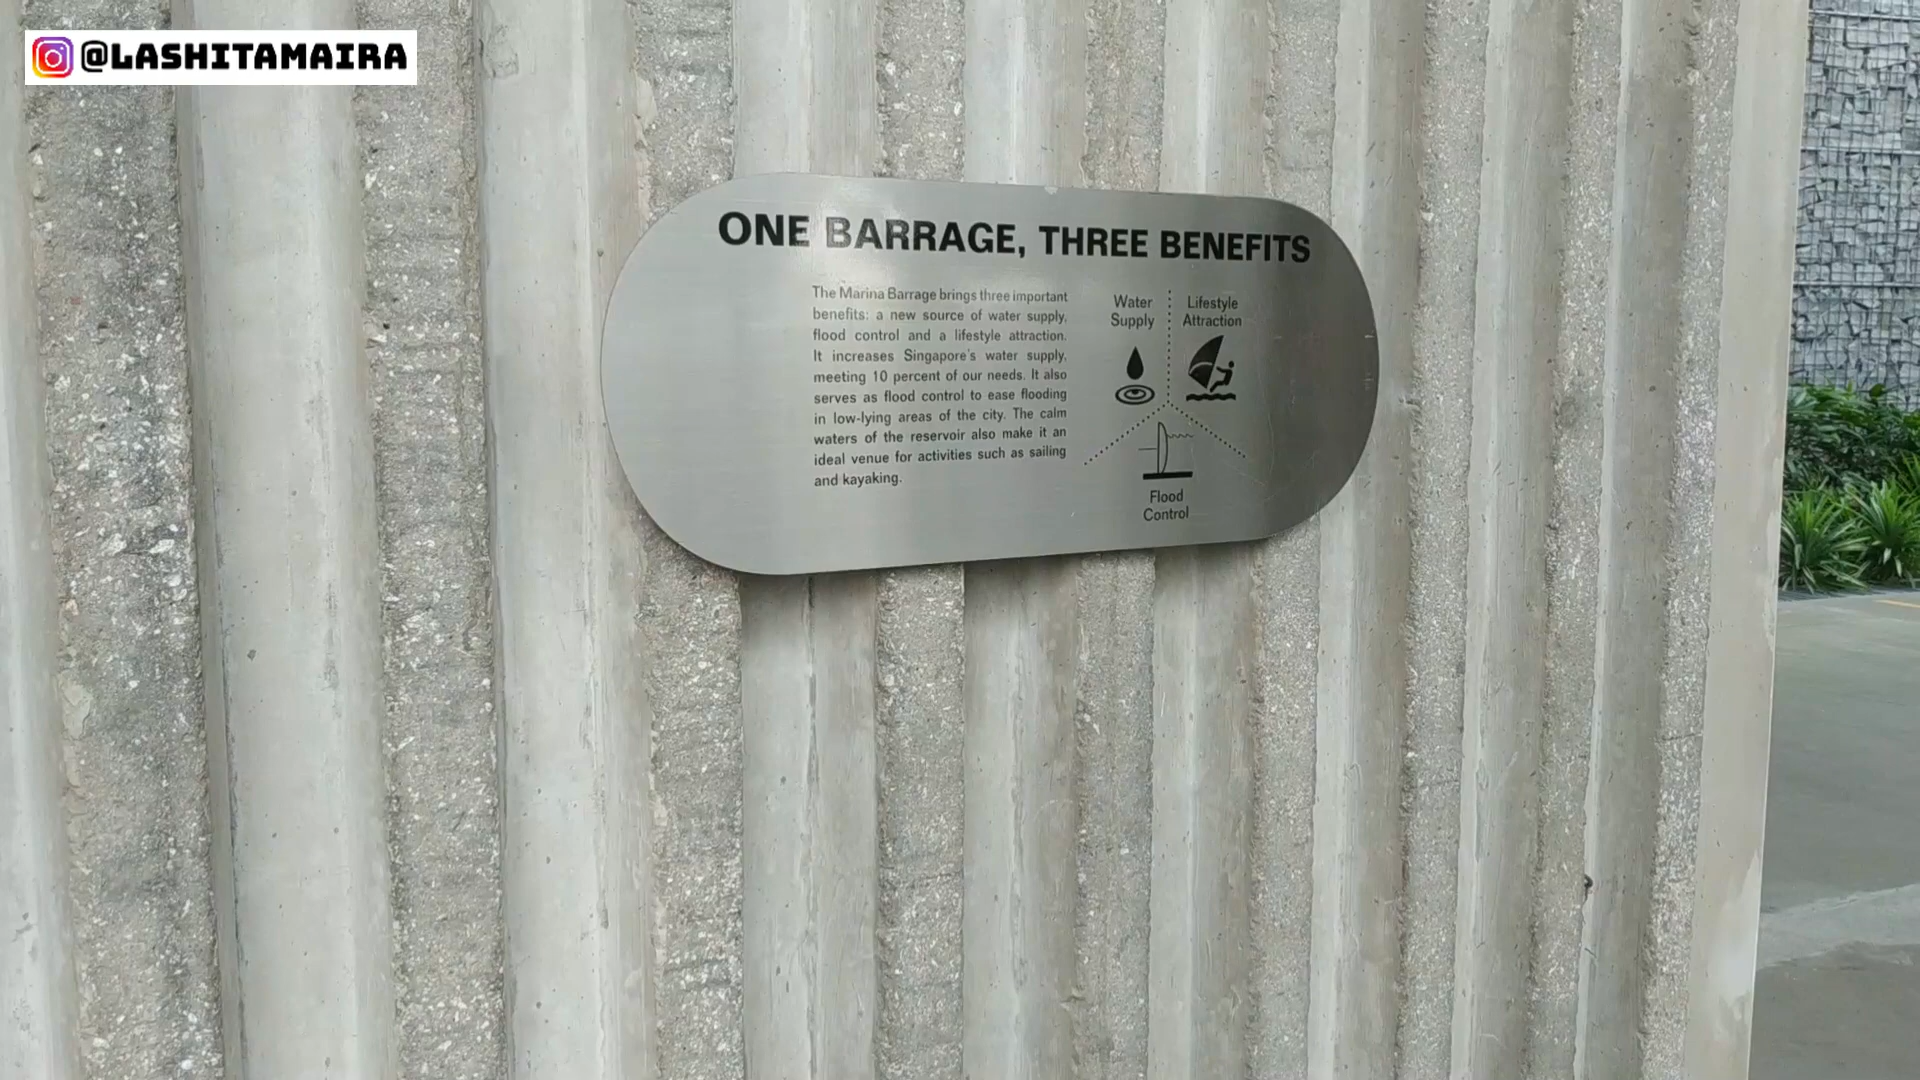 @LASHITAMAIRA
ONE BARRAGE, THREE BENEFITS
The Marina Barrage brings three important
benefits: a new source of water supply,
flood control and a lifestyle attraction.
It increases Singapore's water supply,
meeting 10 percent of our needs. It also
serves as flood control to ease flooding
in low-lying areas of the city. The calm
waters of the reservoir also make it an
ideal venue for activities such as sailing
and kayaking.
Water
Supply
Lifestyle
Attraction
Flood
Control